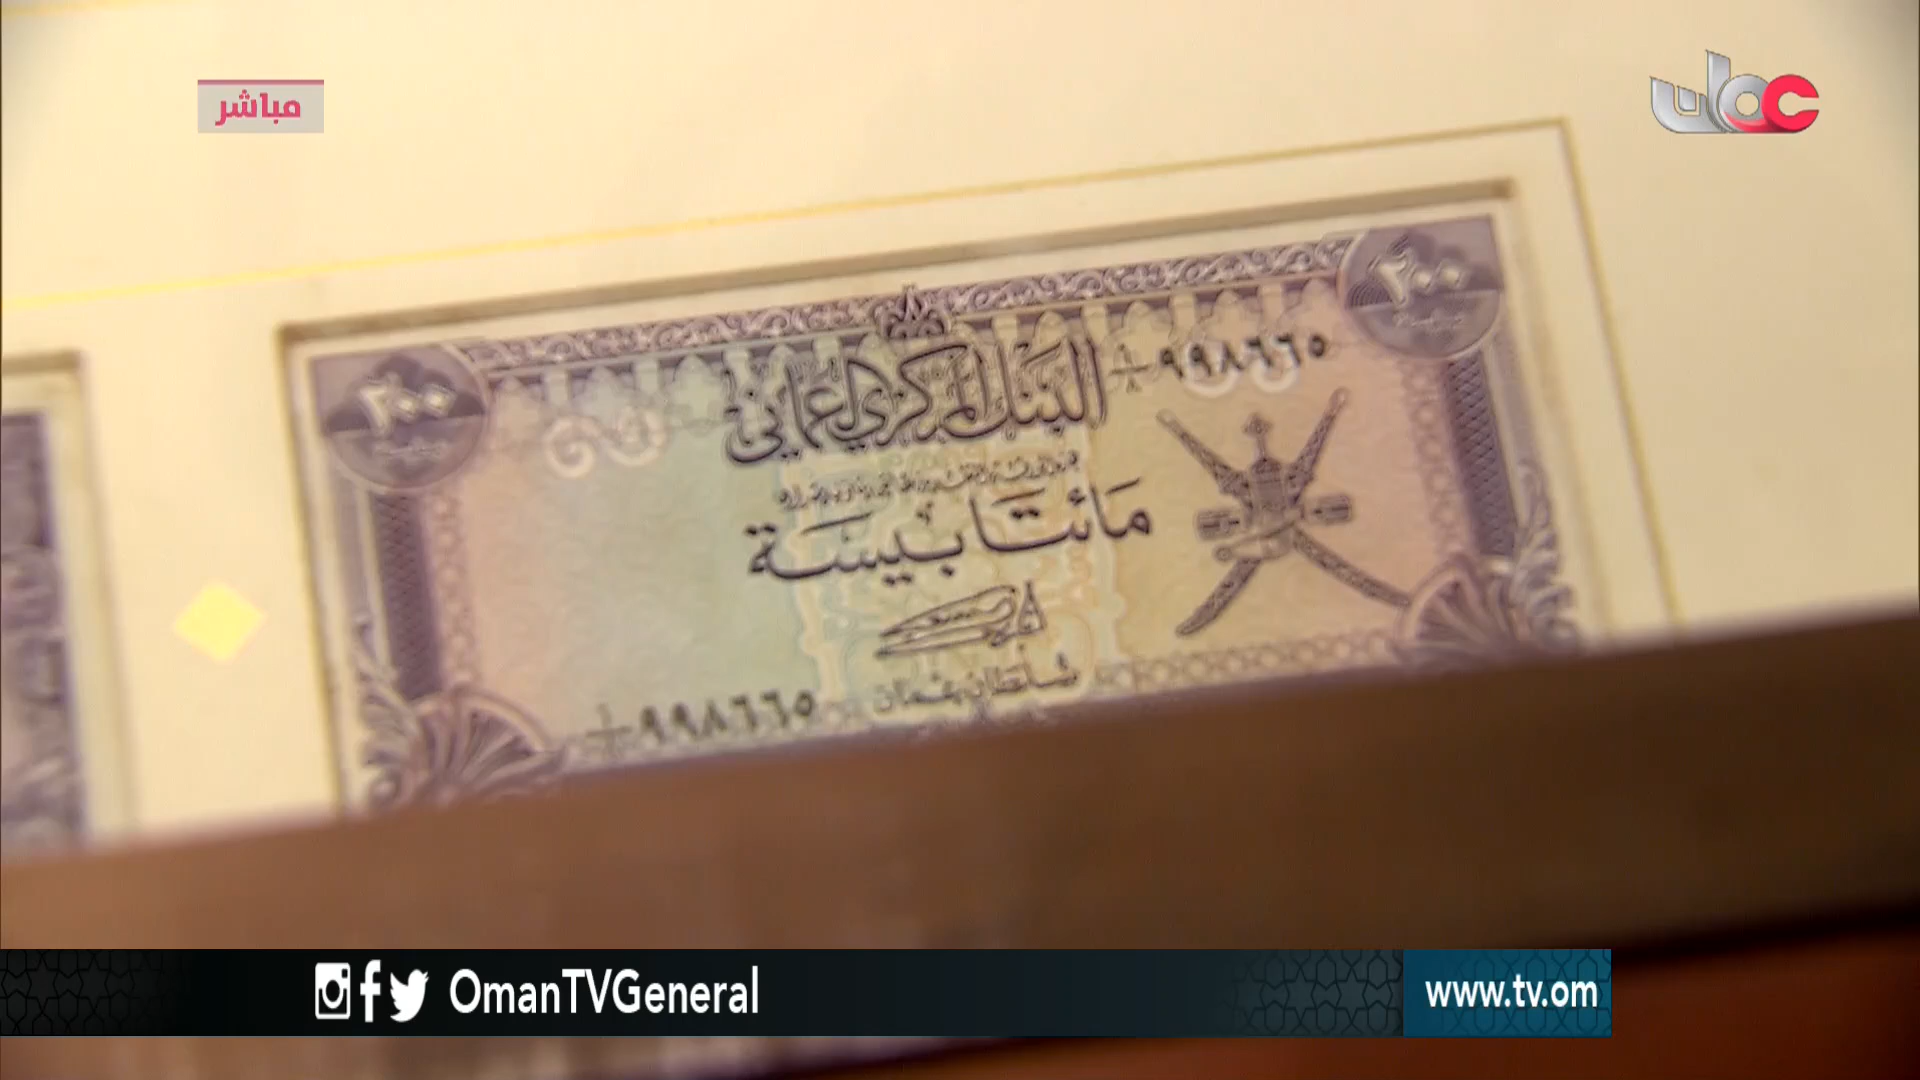 مباشر
عمان
٢٠٠
٢٠٠
البنك المركزي العماني
٩٩٨٦٦٥
مائتا بيسة
سلطان عمان
٩٩٨٦٦٥
OmanTVGeneral
www.tv.om